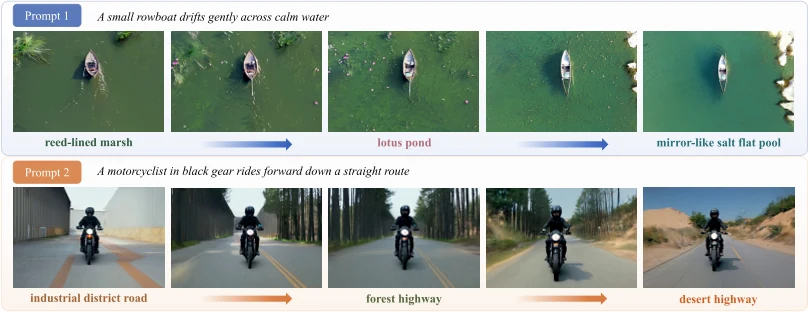 Prompt 1
A small rowboat drifts gently across calm water
reed-lined marsh
lotus pond
mirror-like salt flat pool
Prompt 2
A motorcyclist in black gear rides forward down a straight route
industrial district road
forest highway
desert highway